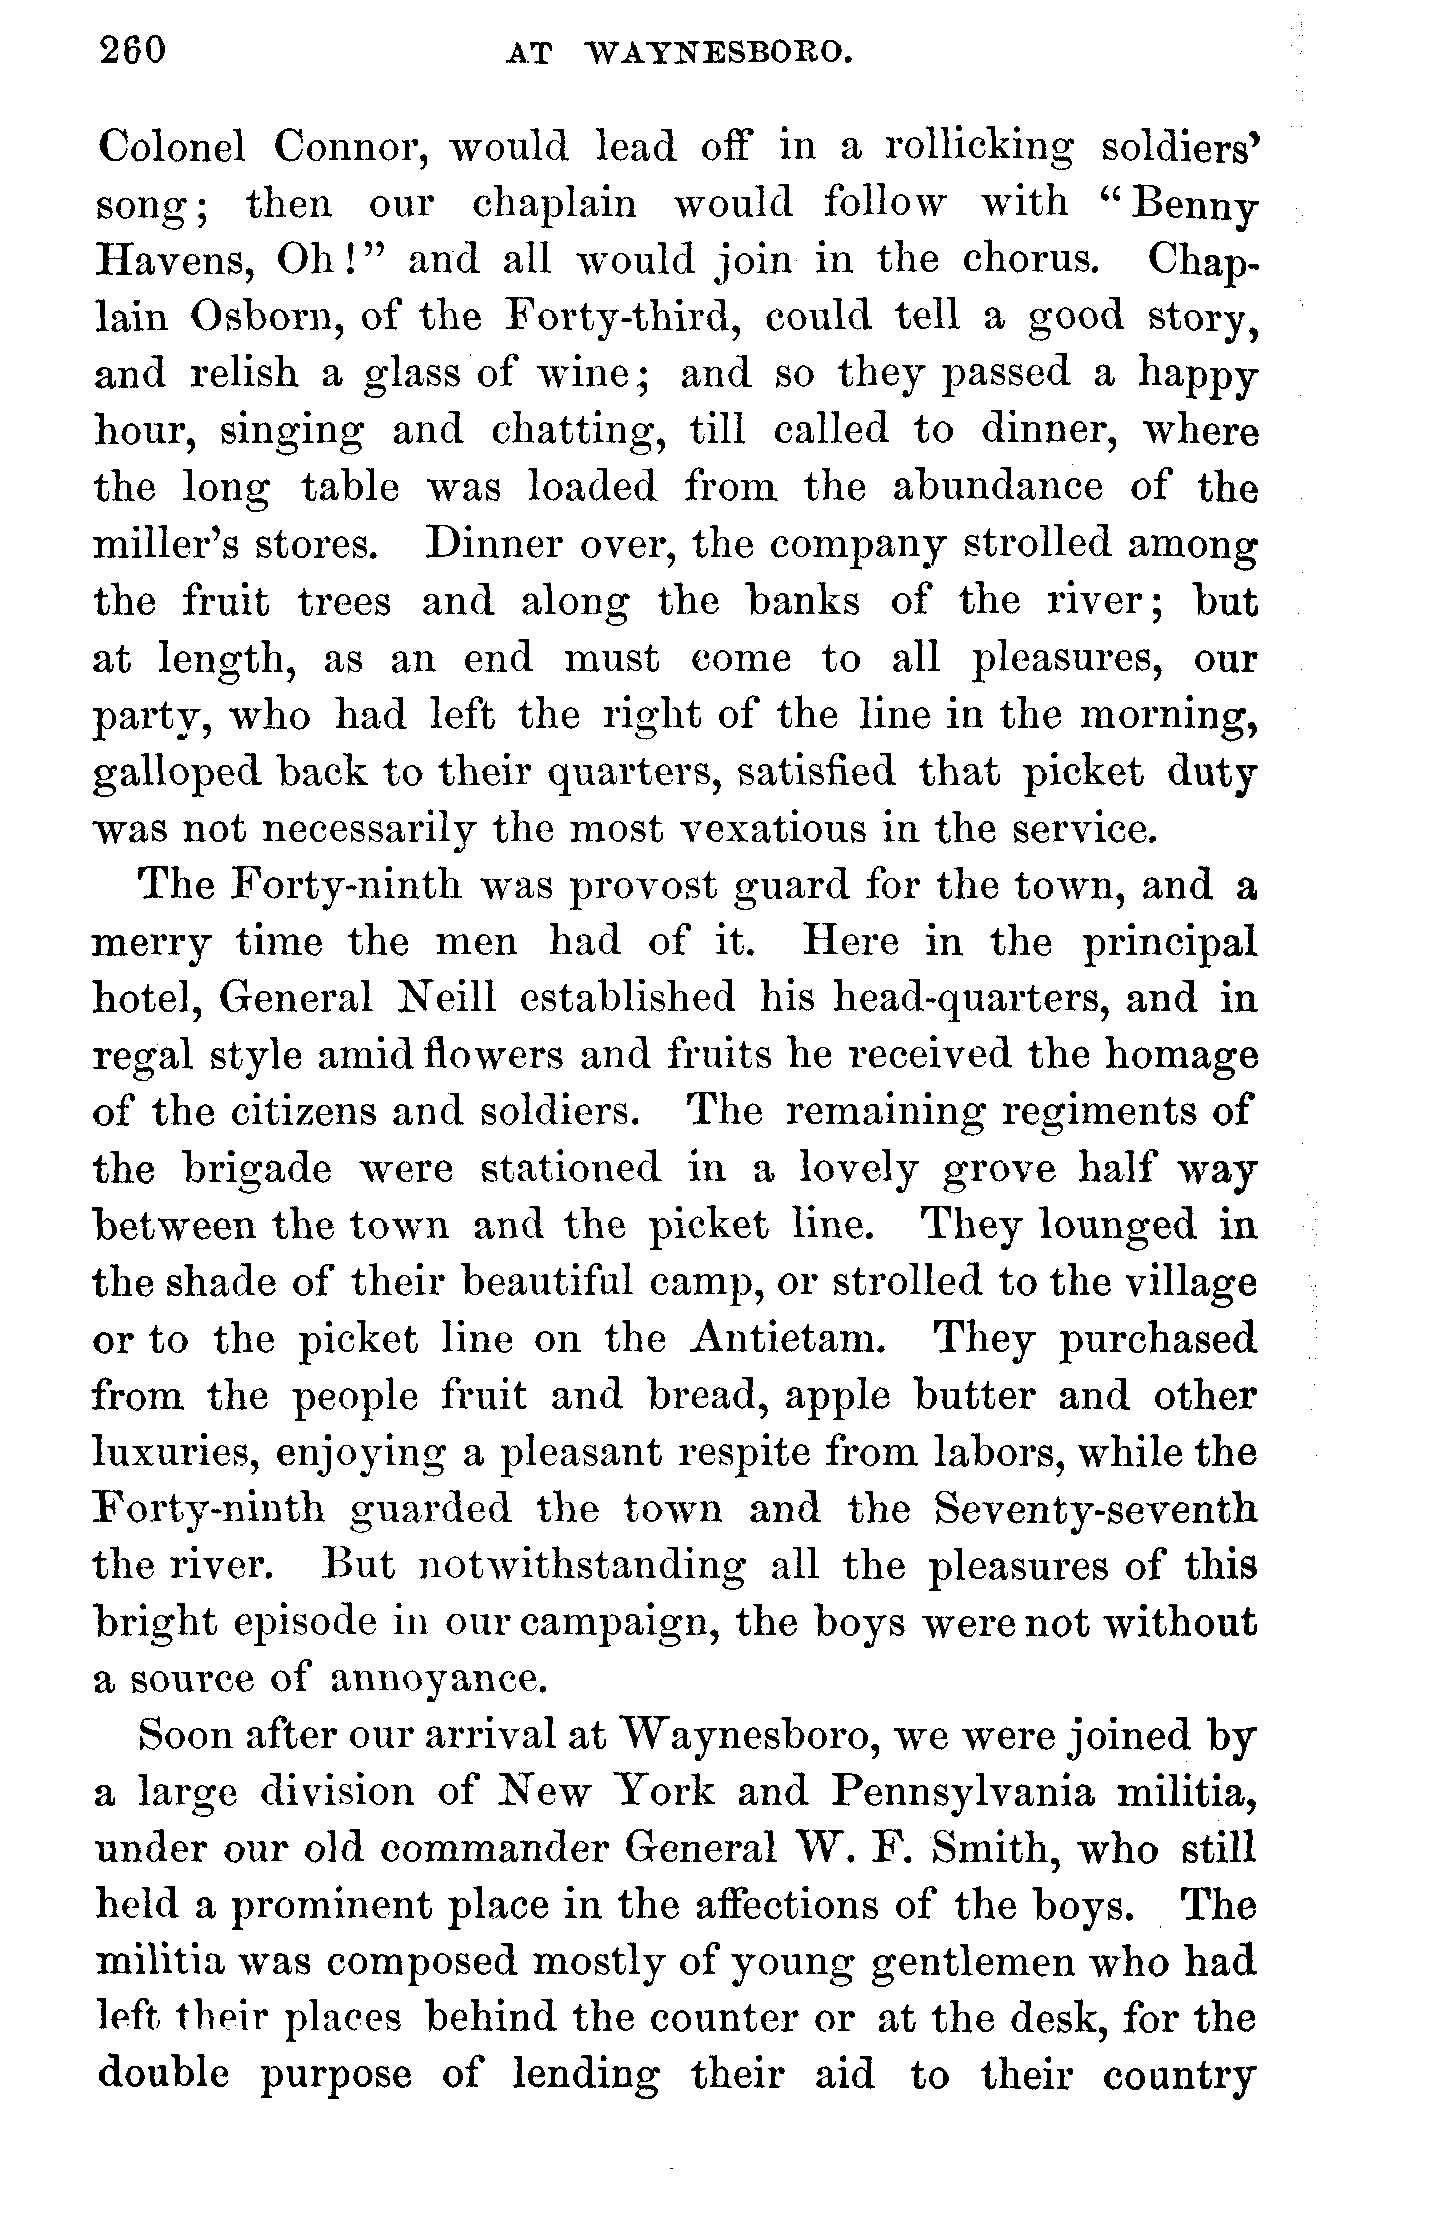 260 AT WAYNESBORO.
Colonel Connor, would lead off in a rollicking soldiers'
song; then our chaplain would follow with "Benny
Havens, Oh!" and all would join in the chorus. Chap-
lain Osborn, of the Forty-third, could tell a good story,
and relish a glass of wine; and so they passed a happy
hour, singing and chatting, till called to dinner, where
the long table was loaded from the abundance of the
miller's stores. Dinner over, the company strolled among
the fruit trees and along the banks of the river; but
at length, as an end must come to all pleasures, our
party, who had left the right of the line in the morning,
galloped back to their quarters, satisfied that picket duty
was not necessarily the most vexatious in the service.
The Forty-ninth was provost guard for the town, and a
merry time the men had of it. Here in the principal
hotel, General Neill established his head-quarters, and in
regal style amid flowers and fruits he received the homage
of the citizens and soldiers. The remaining regiments of
the brigade were stationed in a lovely grove half way
between the town and the picket line. They lounged in
the shade of their beautiful camp, or strolled to the village
or to the picket line on the Antietam. They purchased
from the people fruit and bread, apple butter and other
luxuries, enjoying a pleasant respite from labors, while the
Forty-ninth guarded the town and the Seventy-seventh
the river. But notwithstanding all the pleasures of this
bright episode in our campaign, the boys were not without
a source of annoyance.
Soon after our arrival at Waynesboro, we were joined by
a large division of New York and Pennsylvania militia,
under our old commander General W. F. Smith, who still
held a prominent place in the affections of the boys. The
militia was composed mostly of young gentlemen who had
left their places behind the counter or at the desk, for the
double purpose of lending their aid to their country